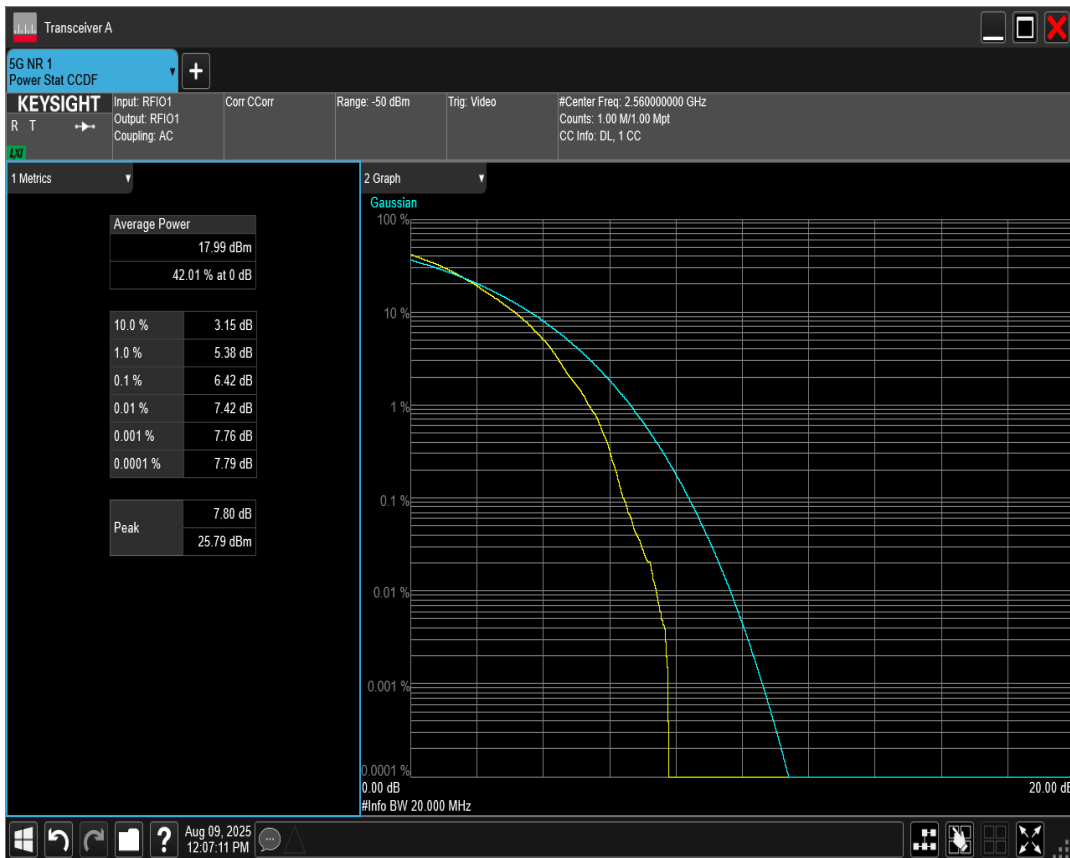 Transceiver A
5G NR 1
Power Stat CCDF
KEYSIGHT
R T
LXI
Input: RFIO1
Output: RFIO1
Coupling: AC
Corr CCorr
Range: -50 dBm
Trig: Video
#Center Freq: 2.560000000 GHz
Counts: 1.00 M/1.00 Mpt
CC Info: DL, 1 CC
1 Metrics
Average Power
17.99 dBm
42.01 % at 0 dB
10.0 % 3.15 dB
1.0 % 5.38 dB
0.1 % 6.42 dB
0.01 % 7.42 dB
0.001 % 7.76 dB
0.0001 % 7.79 dB
Peak
7.80 dB
25.79 dBm
2 Graph
Gaussian
100 %
10 %
1 %
0.1 %
0.01 %
0.001 %
0.0001 %
0.00 dB 20.00 dB
#Info BW 20.000 MHz
Aug 09, 2025
12:07:11 PM